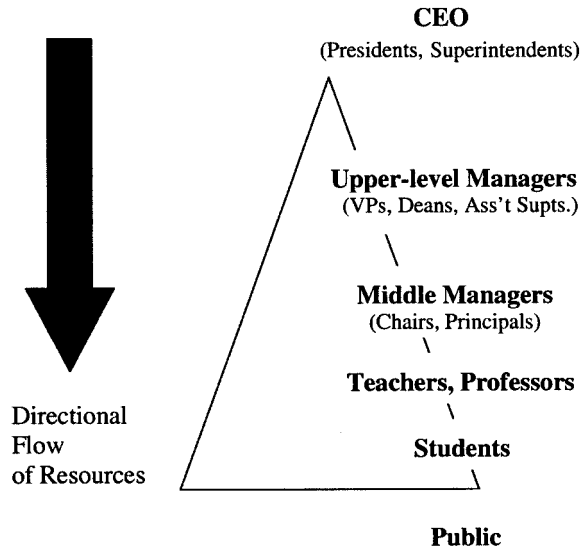 CEO
(Presidents, Superintendents)
Upper-level Managers
(VPs, Deans, Ass't Supts.)
Middle Managers
(Chairs, Principals)
Teachers, Professors
Students
Public
Directional
Flow
of Resources